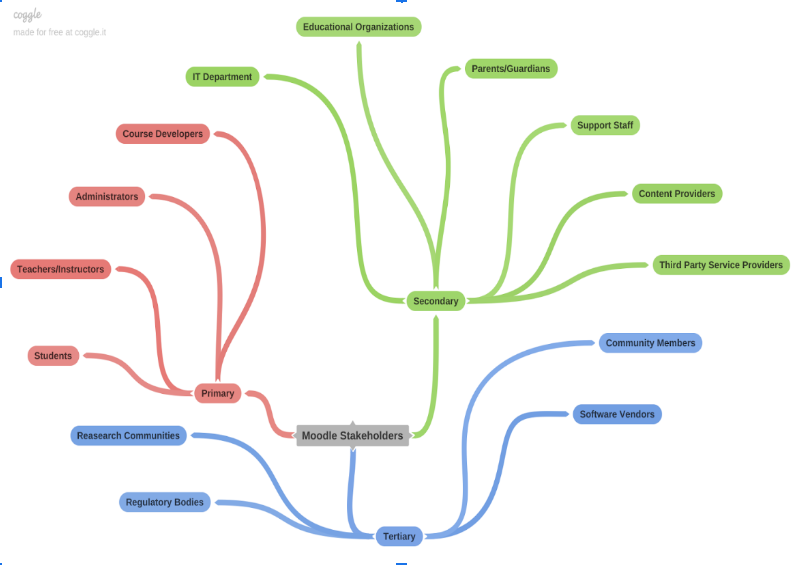 coggle
made for free at coggle.it
Educational Organizations
IT Department
Parents/Guardians
Course Developers
Support Staff
Administrators
Content Providers
Teachers/Instructors
Third Party Service Providers
Secondary
Students
Community Members
Primary
Software Vendors
Reasearch Communities
Moodle Stakeholders
Regulatory Bodies
Tertiary